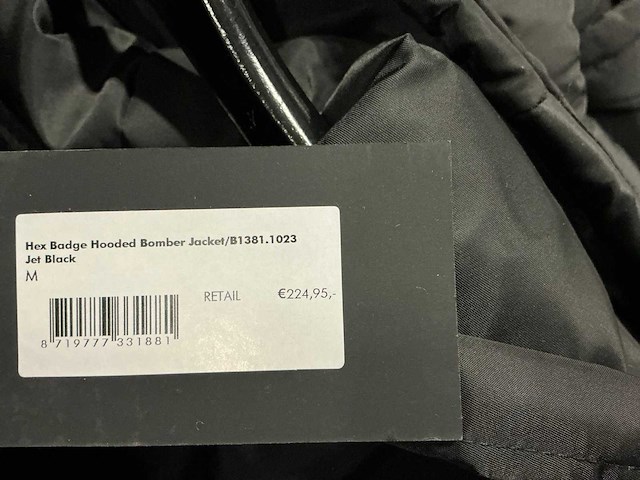 Hex Badge Hooded Bomber Jacket/B1381.1023
Jet Black
M
RETAIL €224,95,-
8 719777 331881